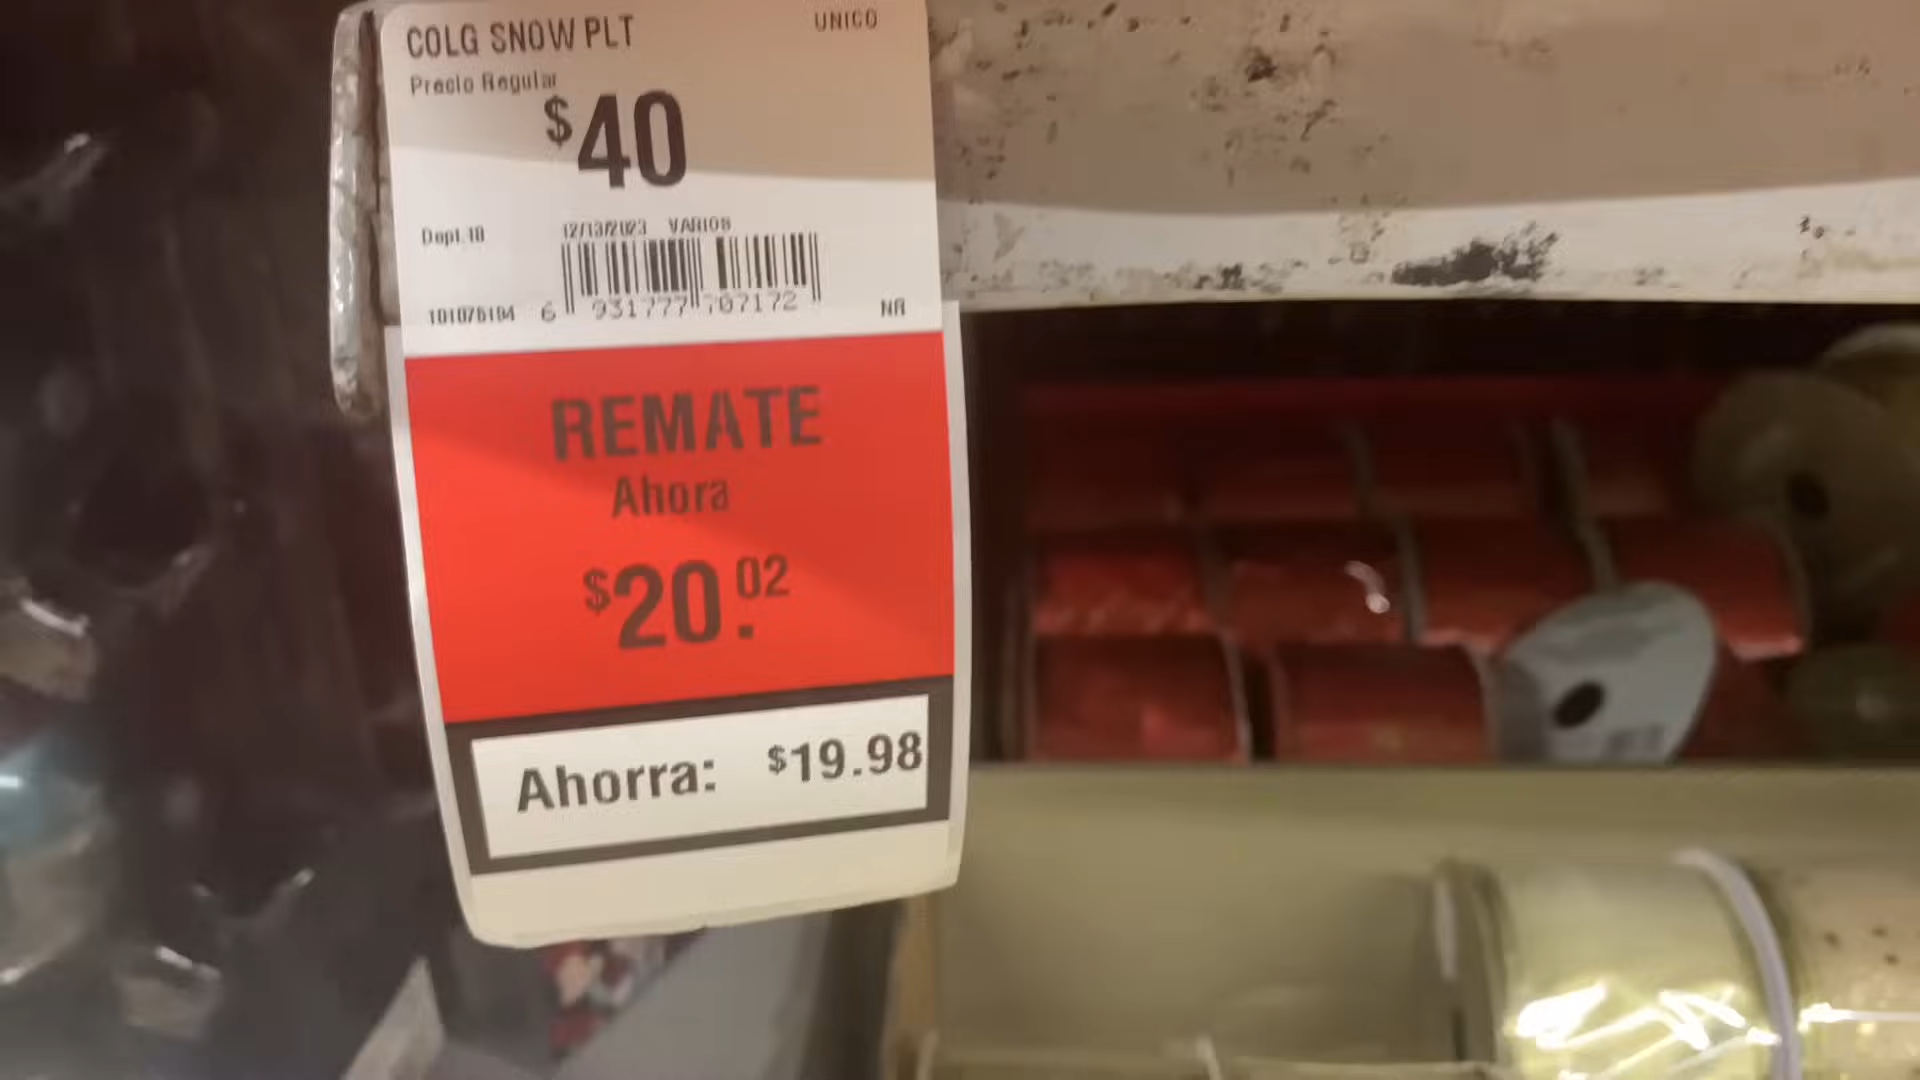 COLG SNOW PLT UNICO
Precio Regular
$40
Dept.18 12/13/2023 VARIOS
101076194 6 931777 707172 NR
REMATE
Ahora
$20.02
Ahorra: $19.98